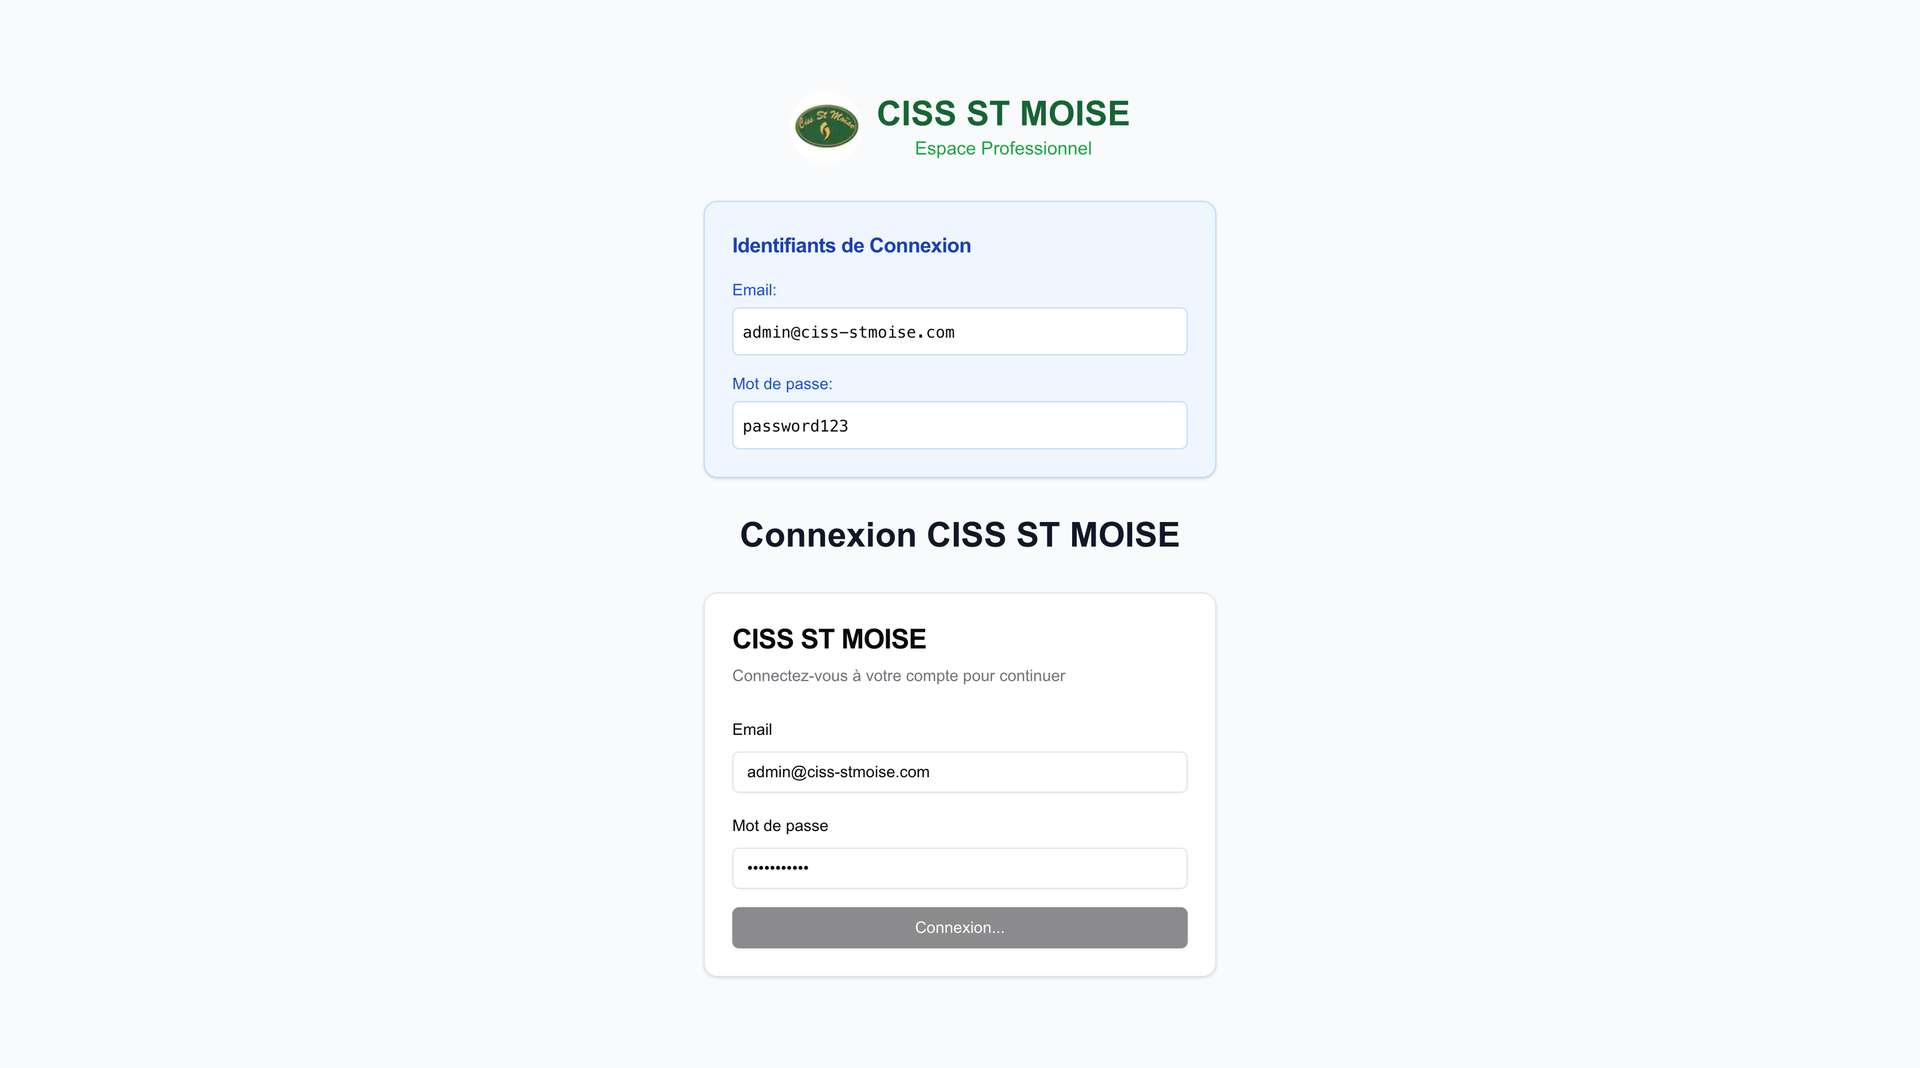 Ciss St Moïse
CISS ST MOISE
Espace Professionnel
Identifiants de Connexion
Email:
admin@ciss-stmoise.com
Mot de passe:
password123
Connexion CISS ST MOISE
CISS ST MOISE
Connectez-vous à votre compte pour continuer
Email
admin@ciss-stmoise.com
Mot de passe
•••••••••••
Connexion...